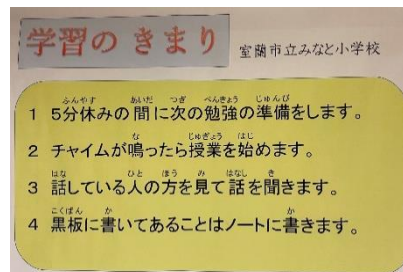 学習の きまり
室蘭市立みなと小学校
1 5分休みの間に次の勉強の準備をします。
2 チャイムが鳴ったら授業を始めます。
3 話している人の方を見て話を聞きます。
4 黒板に書いてあることはノートに書きます。